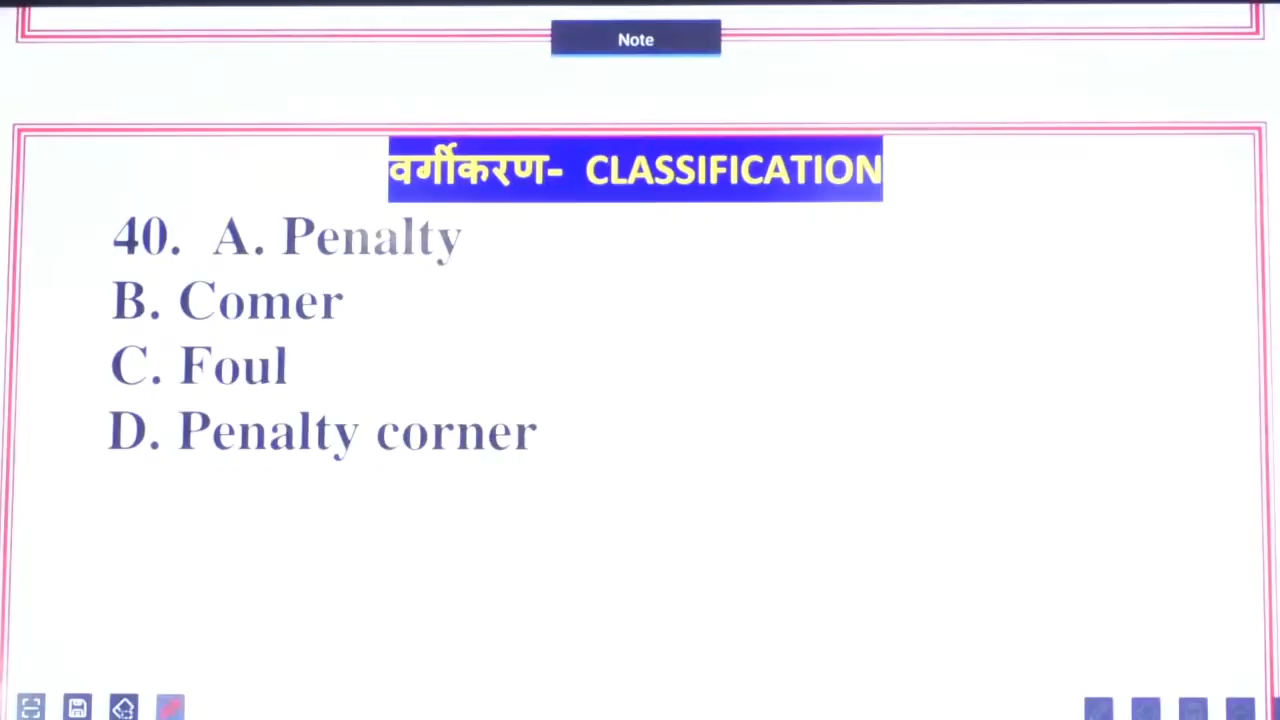 Note
वर्गीकरण- CLASSIFICATION
40. A. Penalty
B. Comer
C. Foul
D. Penalty corner